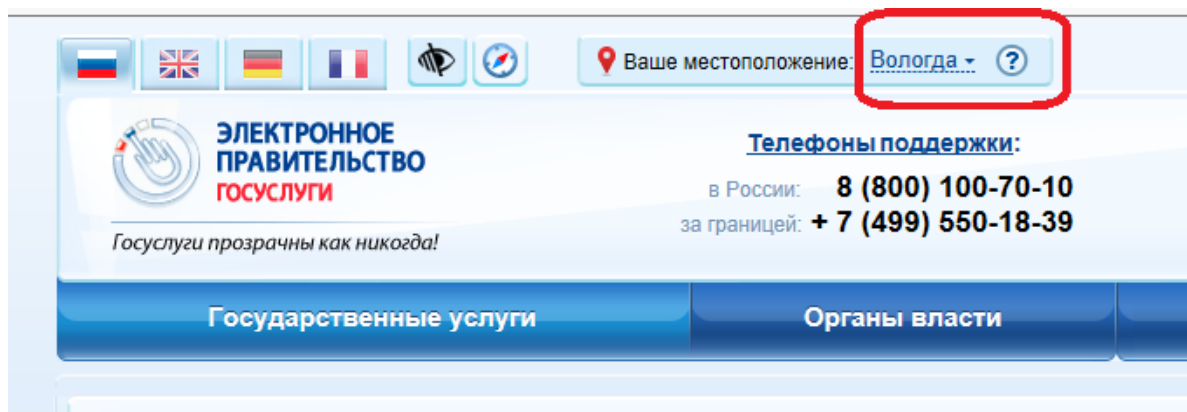 Ваше местоположение: Вологда ?
ЭЛЕКТРОННОЕ
ПРАВИТЕЛЬСТВО
ГОСУСЛУГИ
Госуслуги прозрачны как никогда!
Телефоны поддержки:
в России: 8 (800) 100-70-10
за границей: + 7 (499) 550-18-39
Государственные услуги
Органы власти